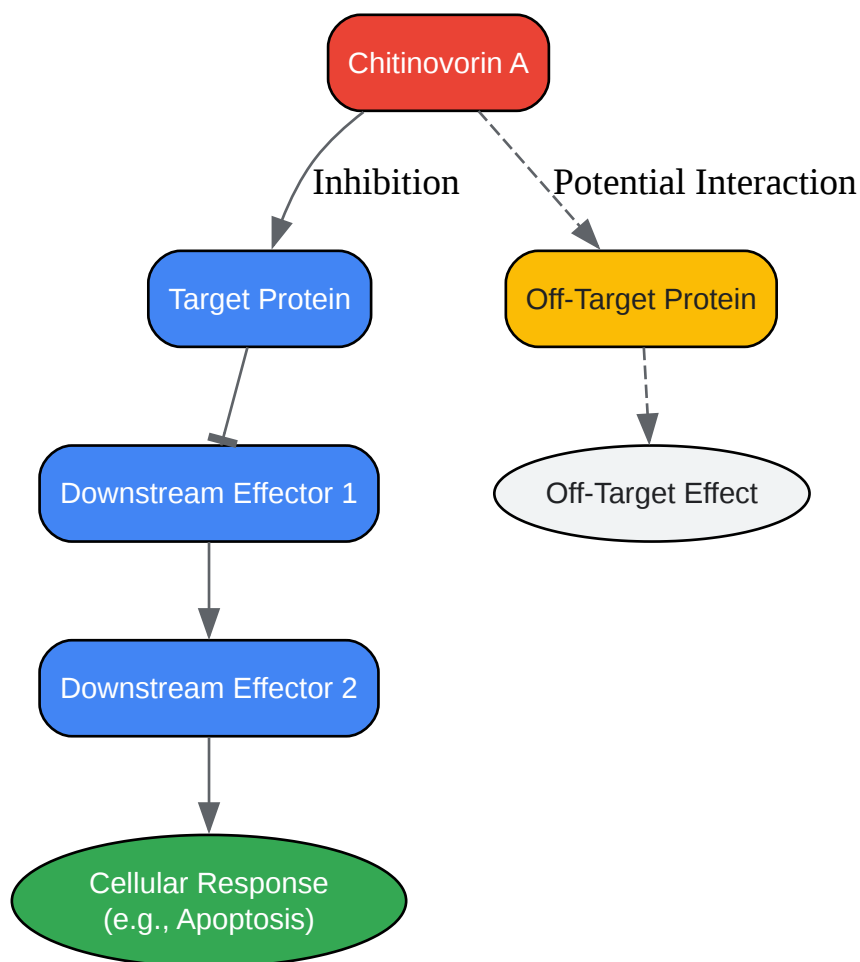 Chitinovorin A
Inhibition
Potential Interaction
Target Protein
Off-Target Protein
Downstream Effector 1
Off-Target Effect
Downstream Effector 2
Cellular Response
(e.g., Apoptosis)